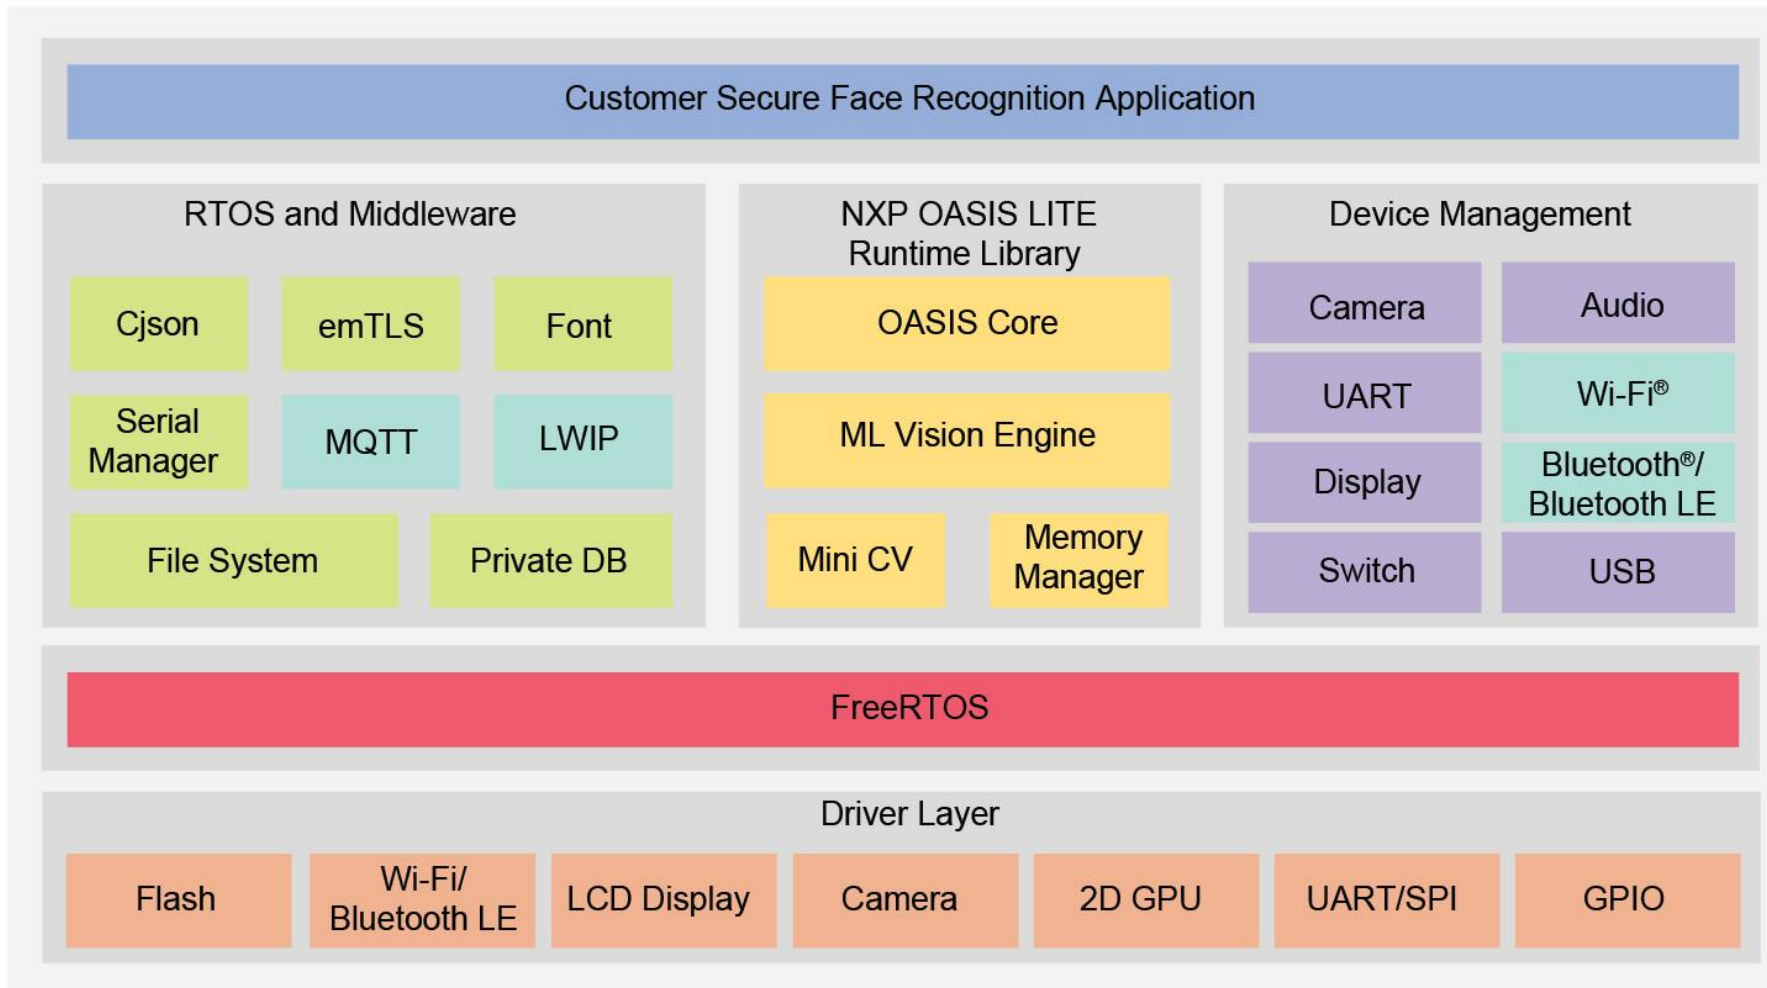 Customer Secure Face Recognition Application
RTOS and Middleware
Cjson
emTLS
Font
Serial
Manager
MQTT
LWIP
File System
Private DB
NXP OASIS LITE
Runtime Library
OASIS Core
ML Vision Engine
Mini CV
Memory
Manager
Device Management
Camera
Audio
UART
Wi-Fi®
Display
Bluetooth®/
Bluetooth LE
Switch
USB
FreeRTOS
Driver Layer
Flash
Wi-Fi/
Bluetooth LE
LCD Display
Camera
2D GPU
UART/SPI
GPIO